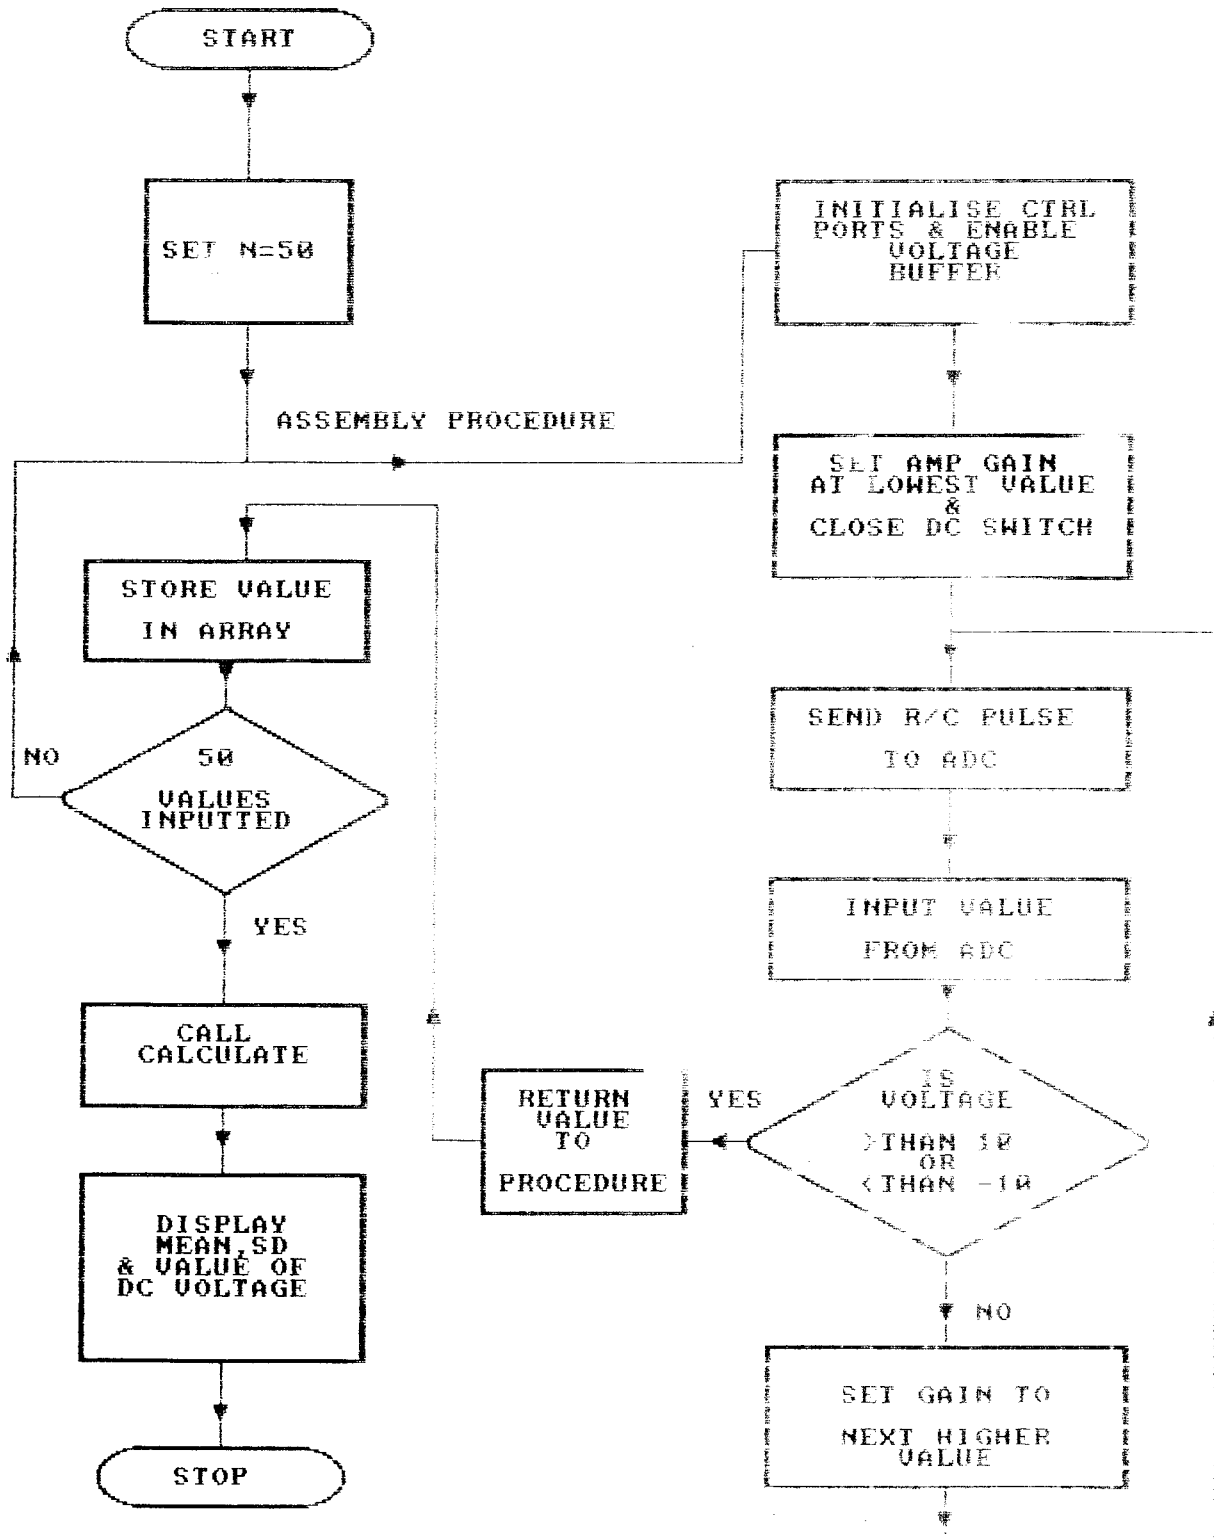 START
SET N=50
ASSEMBLY PROCEDURE
STORE VALUE
IN ARRAY
50
VALUES
INPUTTED
NO
YES
CALL
CALCULATE
DISPLAY
MEAN,SD
& VALUE OF
DC VOLTAGE
STOP
INITIALISE CTRL
PORTS & ENABLE
VOLTAGE
BUFFER
SET AMP GAIN
AT LOWEST VALUE
&
CLOSE DC SWITCH
SEND R/C PULSE
TO ADC
INPUT VALUE
FROM ADC
IS
VOLTAGE
>THAN 10
OR
<THAN -10
YES
RETURN
VALUE
TO
PROCEDURE
NO
SET GAIN TO
NEXT HIGHER
VALUE